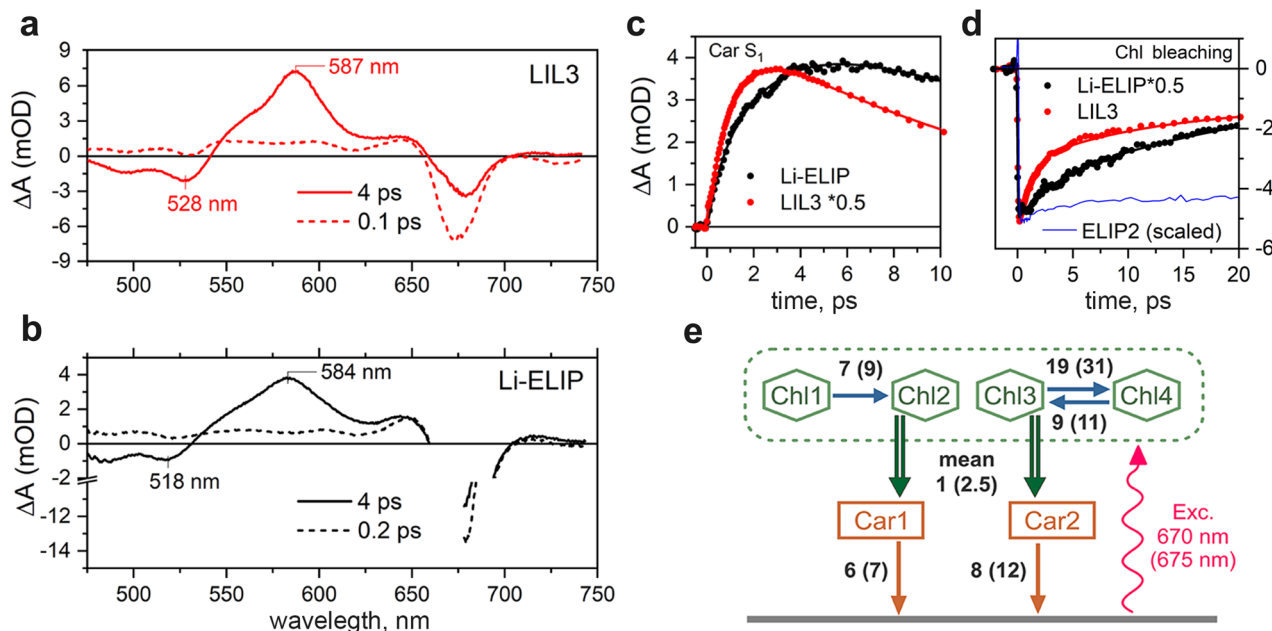 a
ΔA (mOD)
9
6
3
0
-3
-6
-9
587 nm
LIL3
528 nm
4 ps
0.1 ps
500
550
600
650
700
750
b
ΔA (mOD)
4
2
0
-2
-12
-14
584 nm
Li-ELIP
518 nm
4 ps
0.2 ps
500
550
600
650
700
750
wavelegth, nm
c
ΔA (mOD)
4
3
2
1
0
Car S1
Li-ELIP
LIL3 *0.5
0
2
4
6
8
10
time, ps
d
Chl bleaching
Li-ELIP*0.5
LIL3
ELIP2 (scaled)
0
-2
-4
-6
0
5
10
15
20
time, ps
e
7 (9)
19 (31)
Chl1
Chl2
Chl3
Chl4
9 (11)
mean
1 (2.5)
Car1
Car2
Exc.
670 nm
(675 nm)
6 (7)
8 (12)